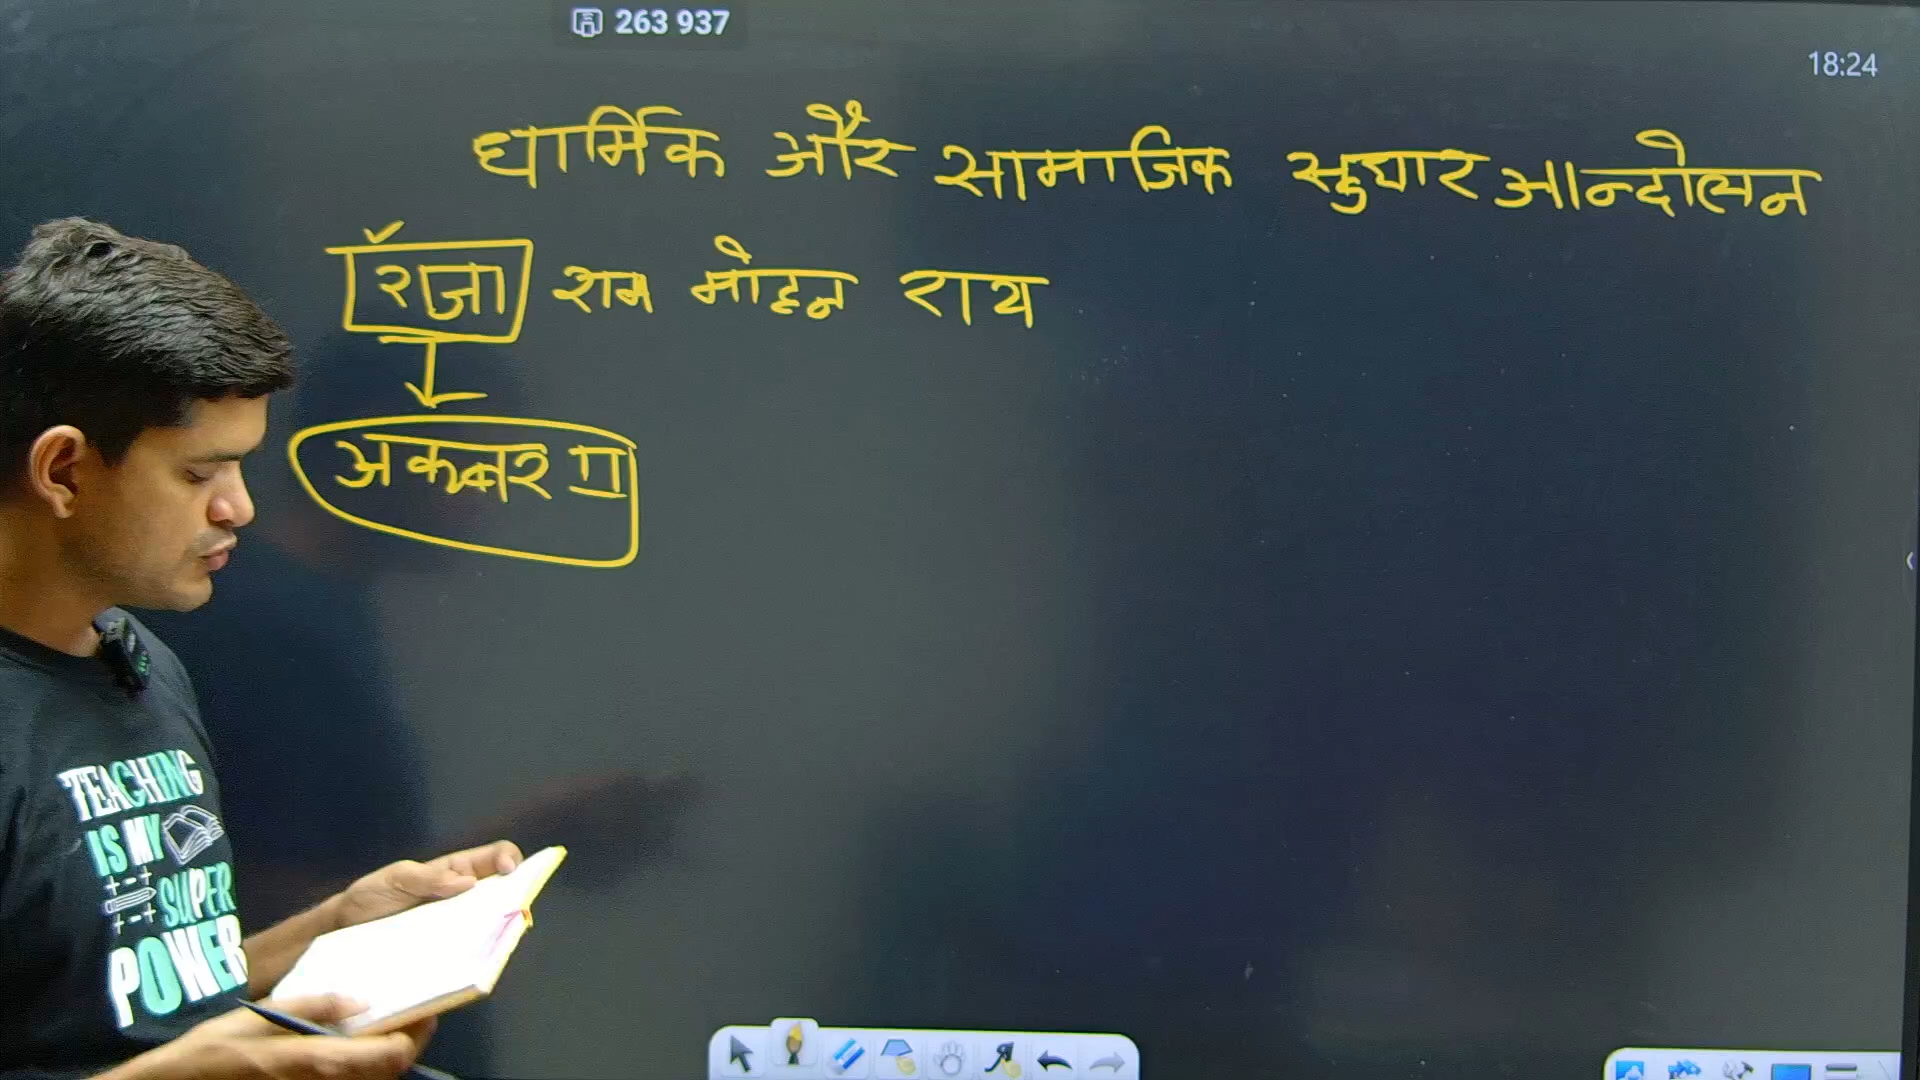 263 937
18:24
धार्मिक और सामाजिक सुधार आन्दोलन
राजा राम मोहन राय
अकबर II
TEACHING
IS MY
SUPER
POWER